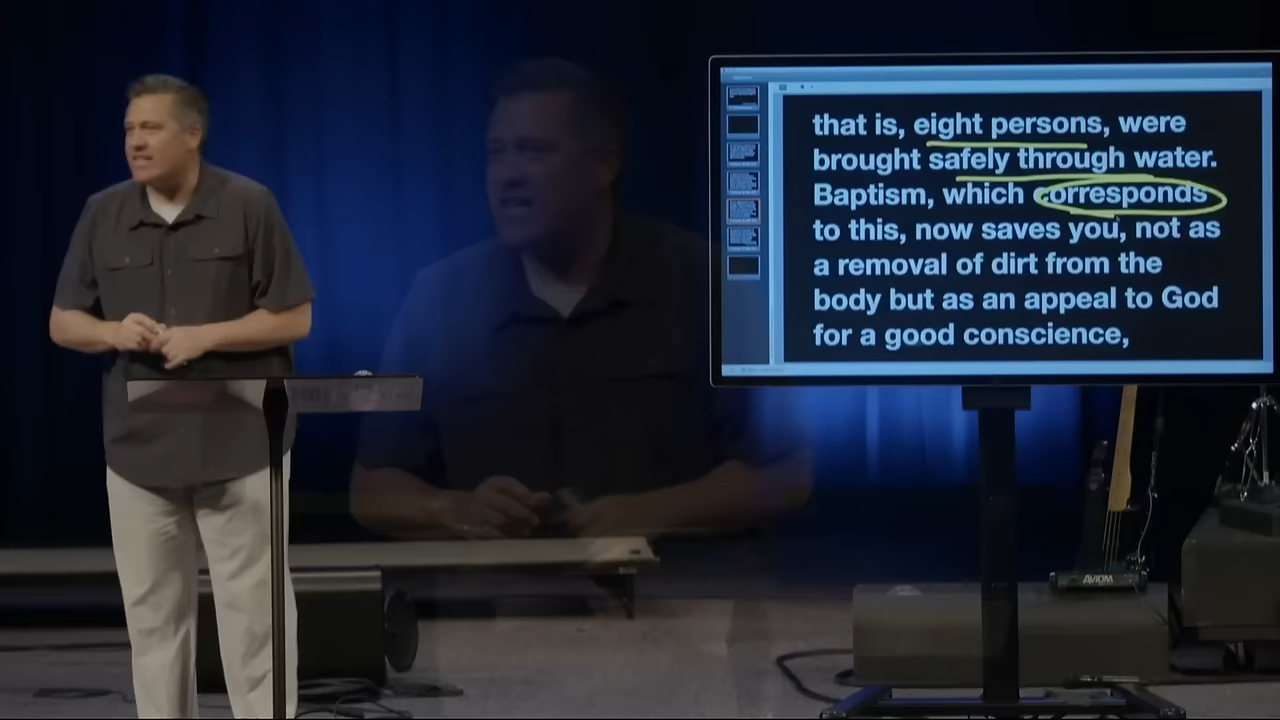 that is, eight persons, were
brought safely through water.
Baptism, which corresponds
to this, now saves you, not as
a removal of dirt from the
body but as an appeal to God
for a good conscience,
AVIOM